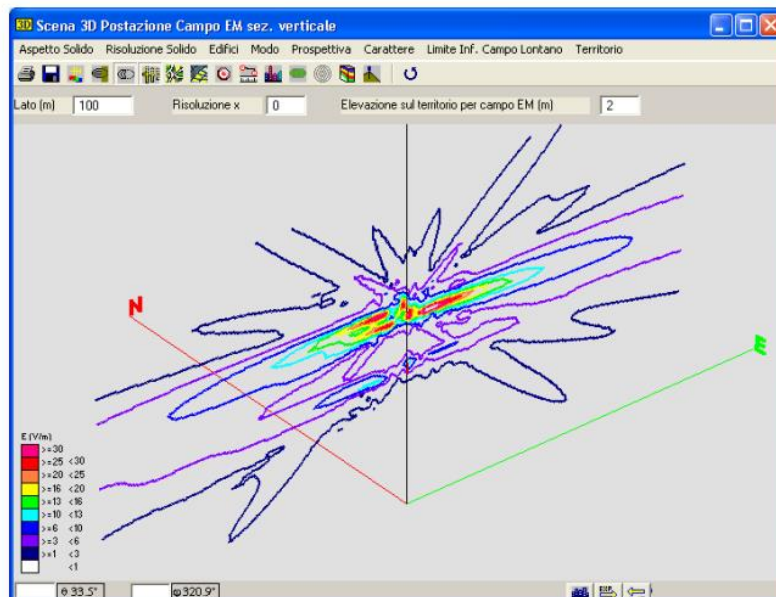 3D Scena 3D Postazione Campo EM sez. verticale
Aspetto Solido Risoluzione Solido Edifici Modo Prospettiva Carattere Limite Inf. Campo Lontano Territorio
Lato (m) 100 Risoluzione x 0 Elevazione sul territorio per campo EM (m) 2
N
E
E (V/m)
>=30
>=25 <30
>=20 <25
>=16 <20
>=13 <16
>=10 <13
>=6 <10
>=3 <6
>=1 <3
<1
θ 33.5° φ 320.9°